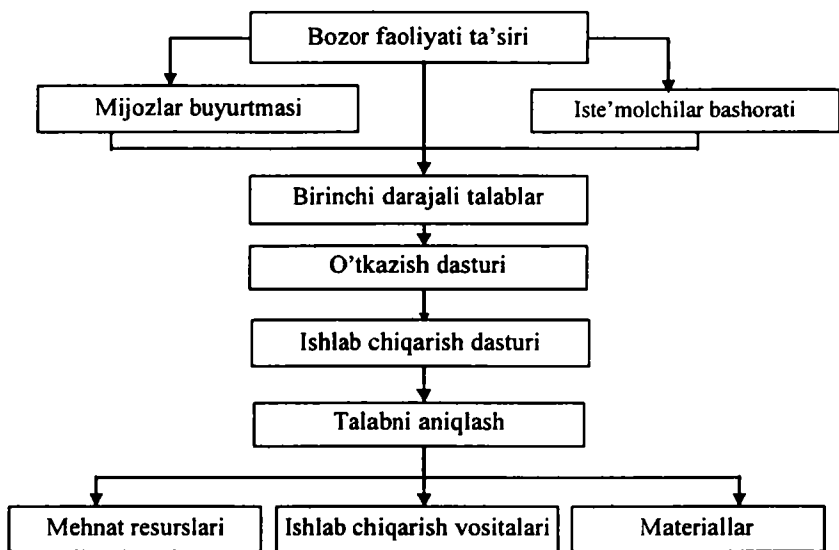 Bozor faoliyati ta'siri
Mijozlar buyurtmasi
Iste'molchilar bashorati
Birinchi darajali talablar
O'tkazish dasturi
Ishlab chiqarish dasturi
Talabni aniqlash
Mehnat resurslari
Ishlab chiqarish vositalari
Materiallar